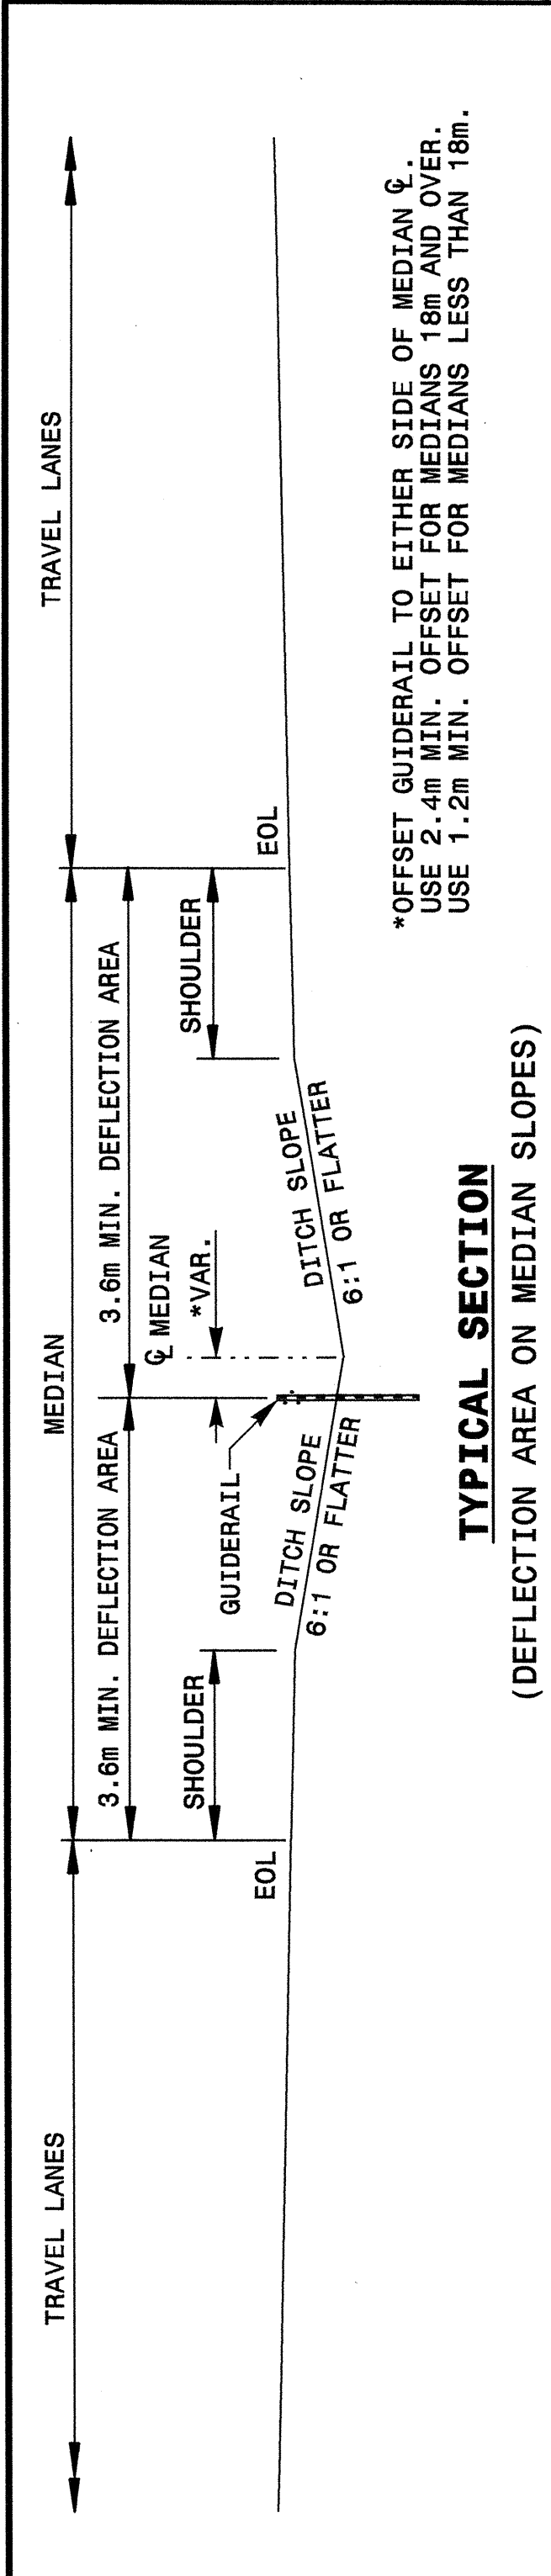 TRAVEL LANES
MEDIAN
TRAVEL LANES
3.6m MIN. DEFLECTION AREA
3.6m MIN. DEFLECTION AREA
℄ MEDIAN
*VAR.
SHOULDER
SHOULDER
GUIDERAIL
EOL
EOL
DITCH SLOPE
6:1 OR FLATTER
DITCH SLOPE
6:1 OR FLATTER
*OFFSET GUIDERAIL TO EITHER SIDE OF MEDIAN ℄.
USE 2.4m MIN. OFFSET FOR MEDIANS 18m AND OVER.
USE 1.2m MIN. OFFSET FOR MEDIANS LESS THAN 18m.
TYPICAL SECTION
(DEFLECTION AREA ON MEDIAN SLOPES)